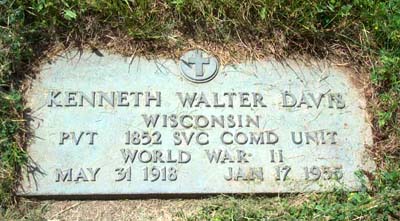 KENNETH WALTER DAVIS
WISCONSIN
PVT 1852 SVC COMD UNIT
WORLD WAR II
MAY 31 1918 JAN 17 1955